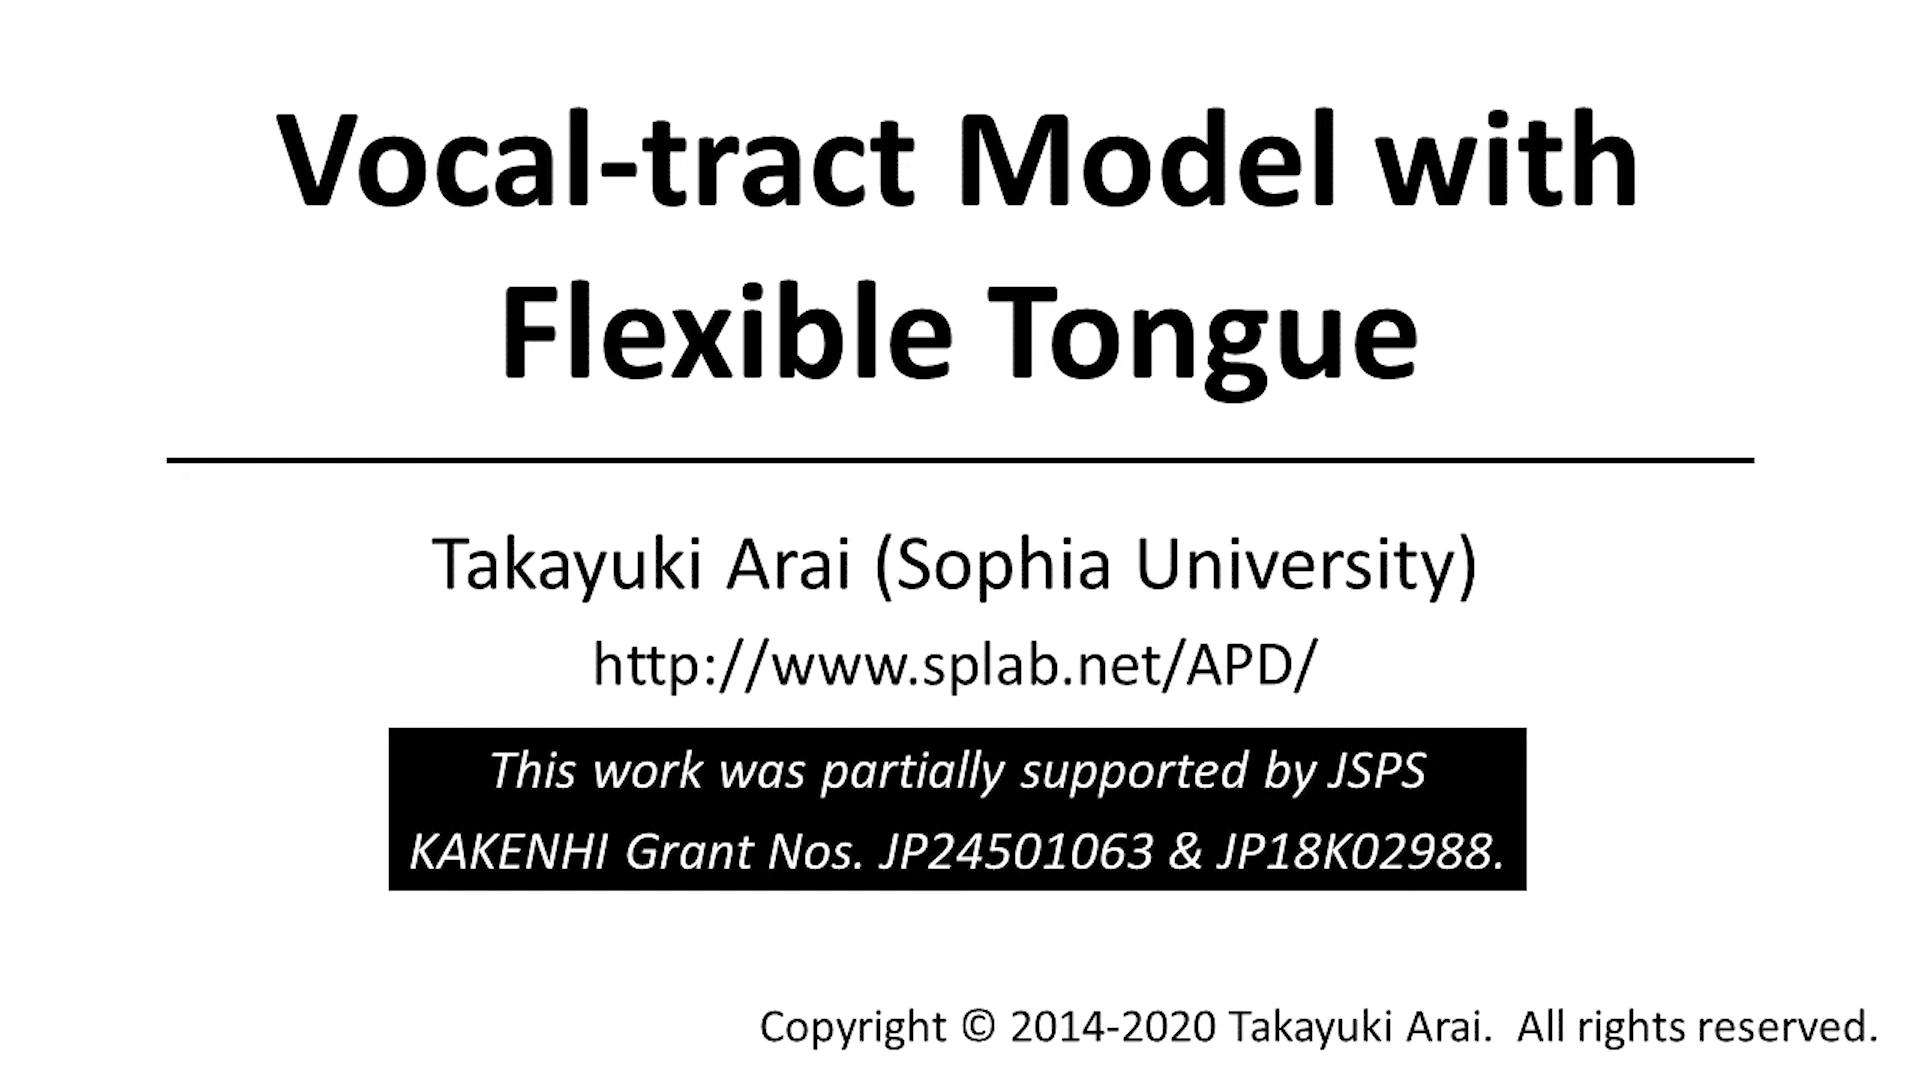 Vocal-tract Model with
Flexible Tongue
Takayuki Arai (Sophia University)
http://www.splab.net/APD/
This work was partially supported by JSPS
KAKENHI Grant Nos. JP24501063 & JP18K02988.
Copyright © 2014-2020 Takayuki Arai.  All rights reserved.